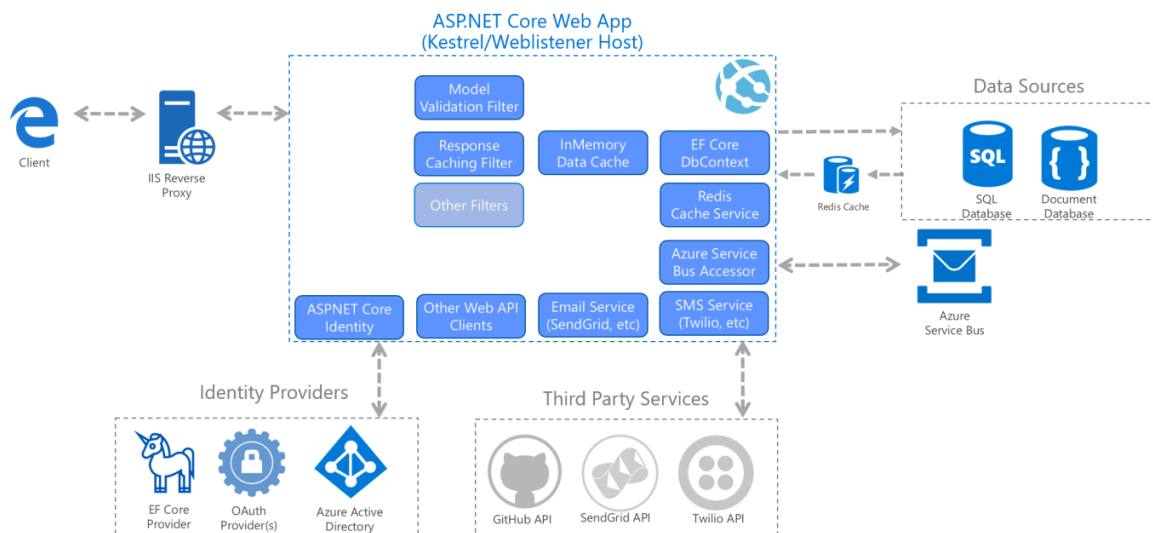 ASP.NET Core Web App
(Kestrel/Weblistener Host)
Client
IIS Reverse
Proxy
Model
Validation Filter
Response
Caching Filter
Other Filters
InMemory
Data Cache
EF Core
DbContext
Redis
Cache Service
Azure Service
Bus Accessor
ASPNET Core
Identity
Other Web API
Clients
Email Service
(SendGrid, etc)
SMS Service
(Twilio, etc)
Redis Cache
Data Sources
SQL
SQL
Database
{ }
Document
Database
Azure
Service Bus
Identity Providers
EF Core
Provider
OAuth
Provider(s)
Azure Active
Directory
Third Party Services
GitHub API
SendGrid API
Twilio API